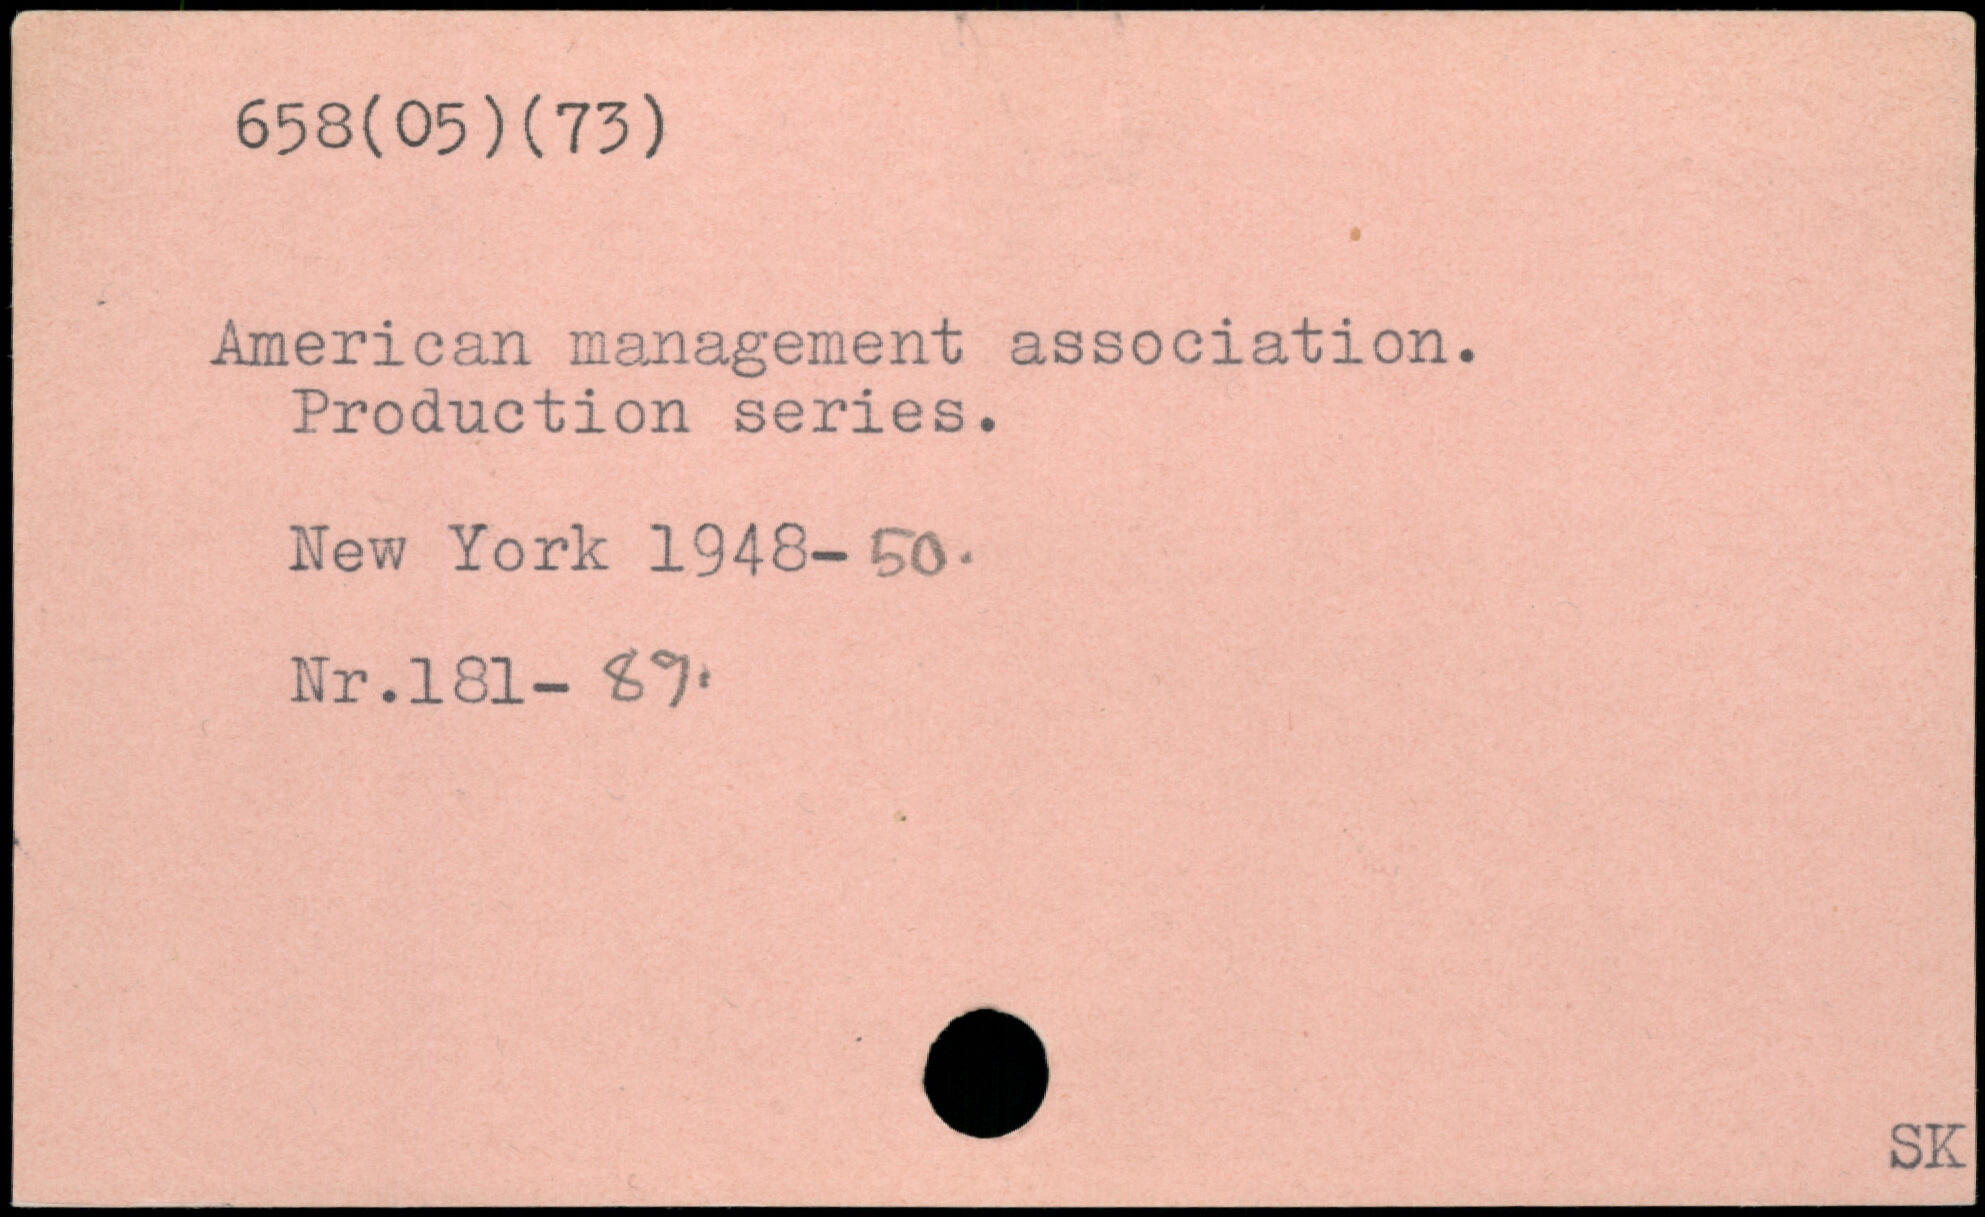 658(05)(73)
American management association.
Production series.
New York 1948-50.
Nr.181-89.
SK